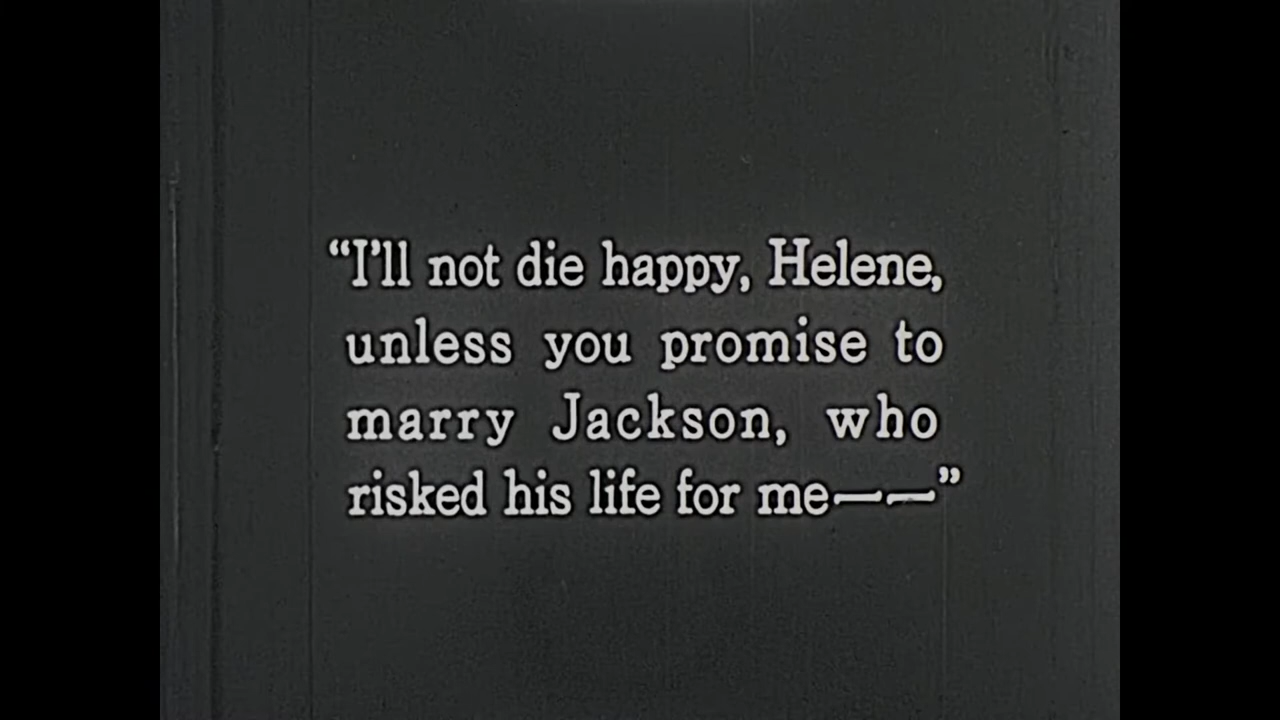 “I’ll not die happy, Helene,
unless you promise to
marry Jackson, who
risked his life for me——”